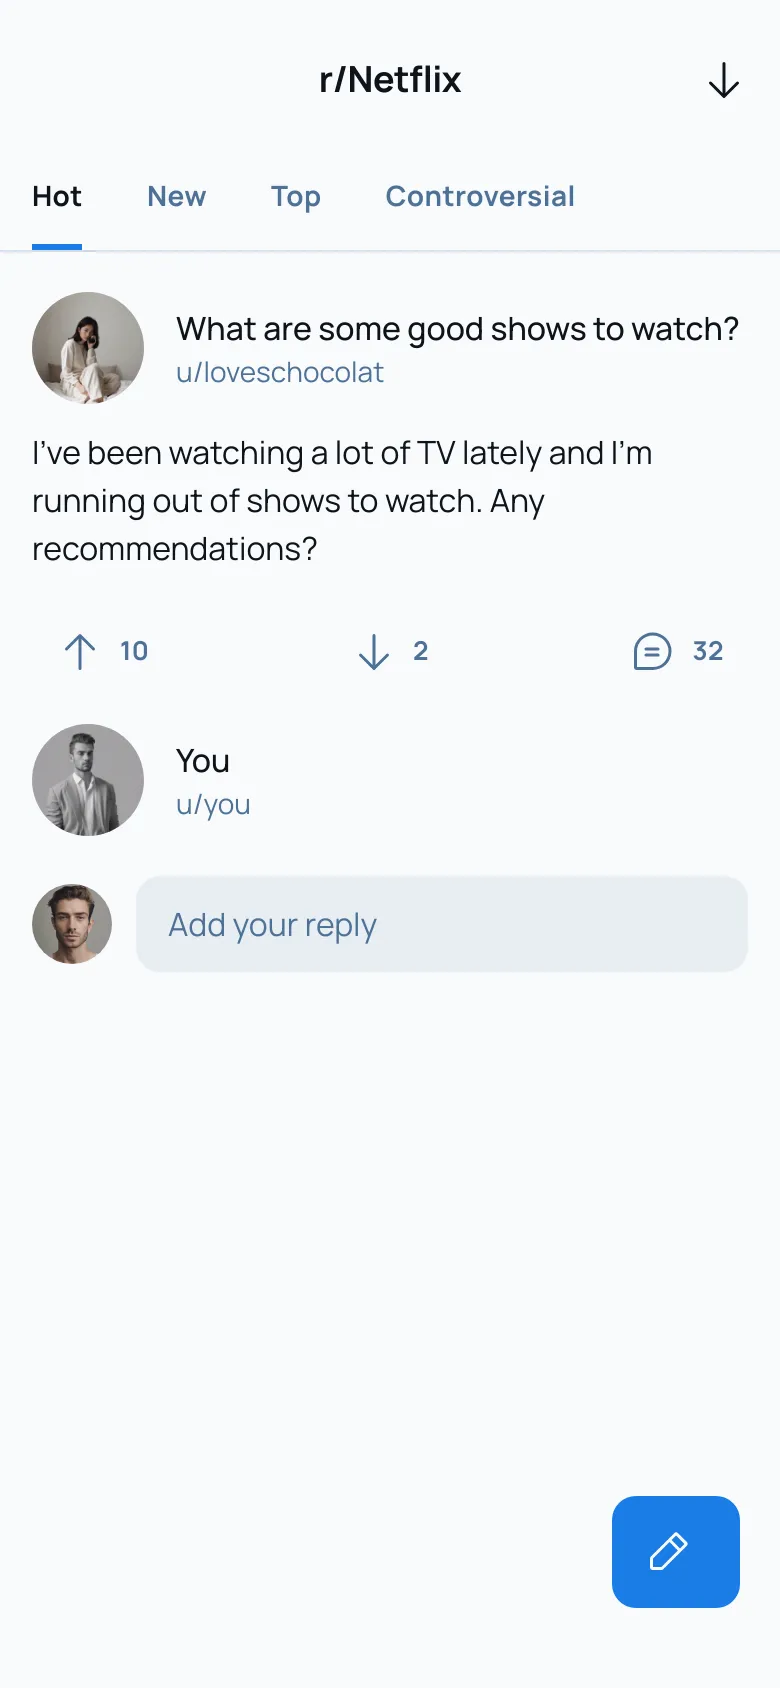 r/Netflix
Hot New Top Controversial
What are some good shows to watch?
u/loveschocolat
I've been watching a lot of TV lately and I'm
running out of shows to watch. Any
recommendations?
10 2 32
You
u/you
Add your reply